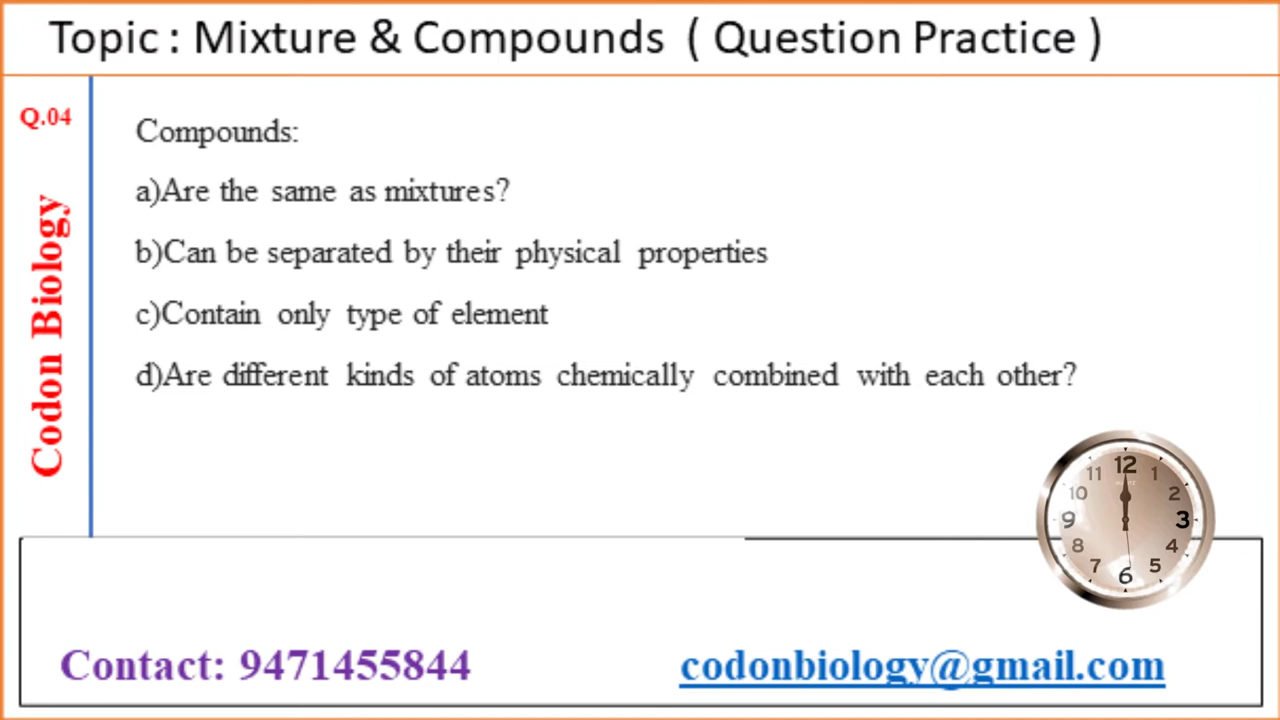 Topic : Mixture & Compounds ( Question Practice )
Q.04
Codon Biology
Compounds:
a)Are the same as mixtures?
b)Can be separated by their physical properties
c)Contain only type of element
d)Are different kinds of atoms chemically combined with each other?
12
1
2
3
4
5
6
7
8
9
10
11
Contact: 9471455844
codonbiology@gmail.com